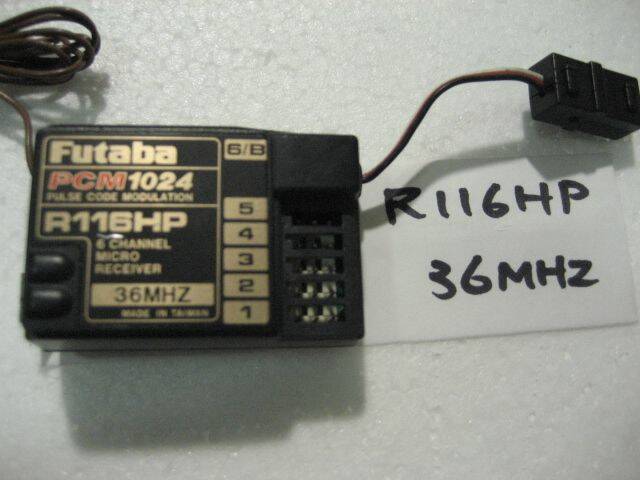 Futaba
PCM1024
PULSE CODE MODULATION
R116HP
6 CHANNEL
MICRO
RECEIVER
36MHZ
MADE IN TAIWAN
6/B
5
4
3
2
1
R116HP
36MHZ